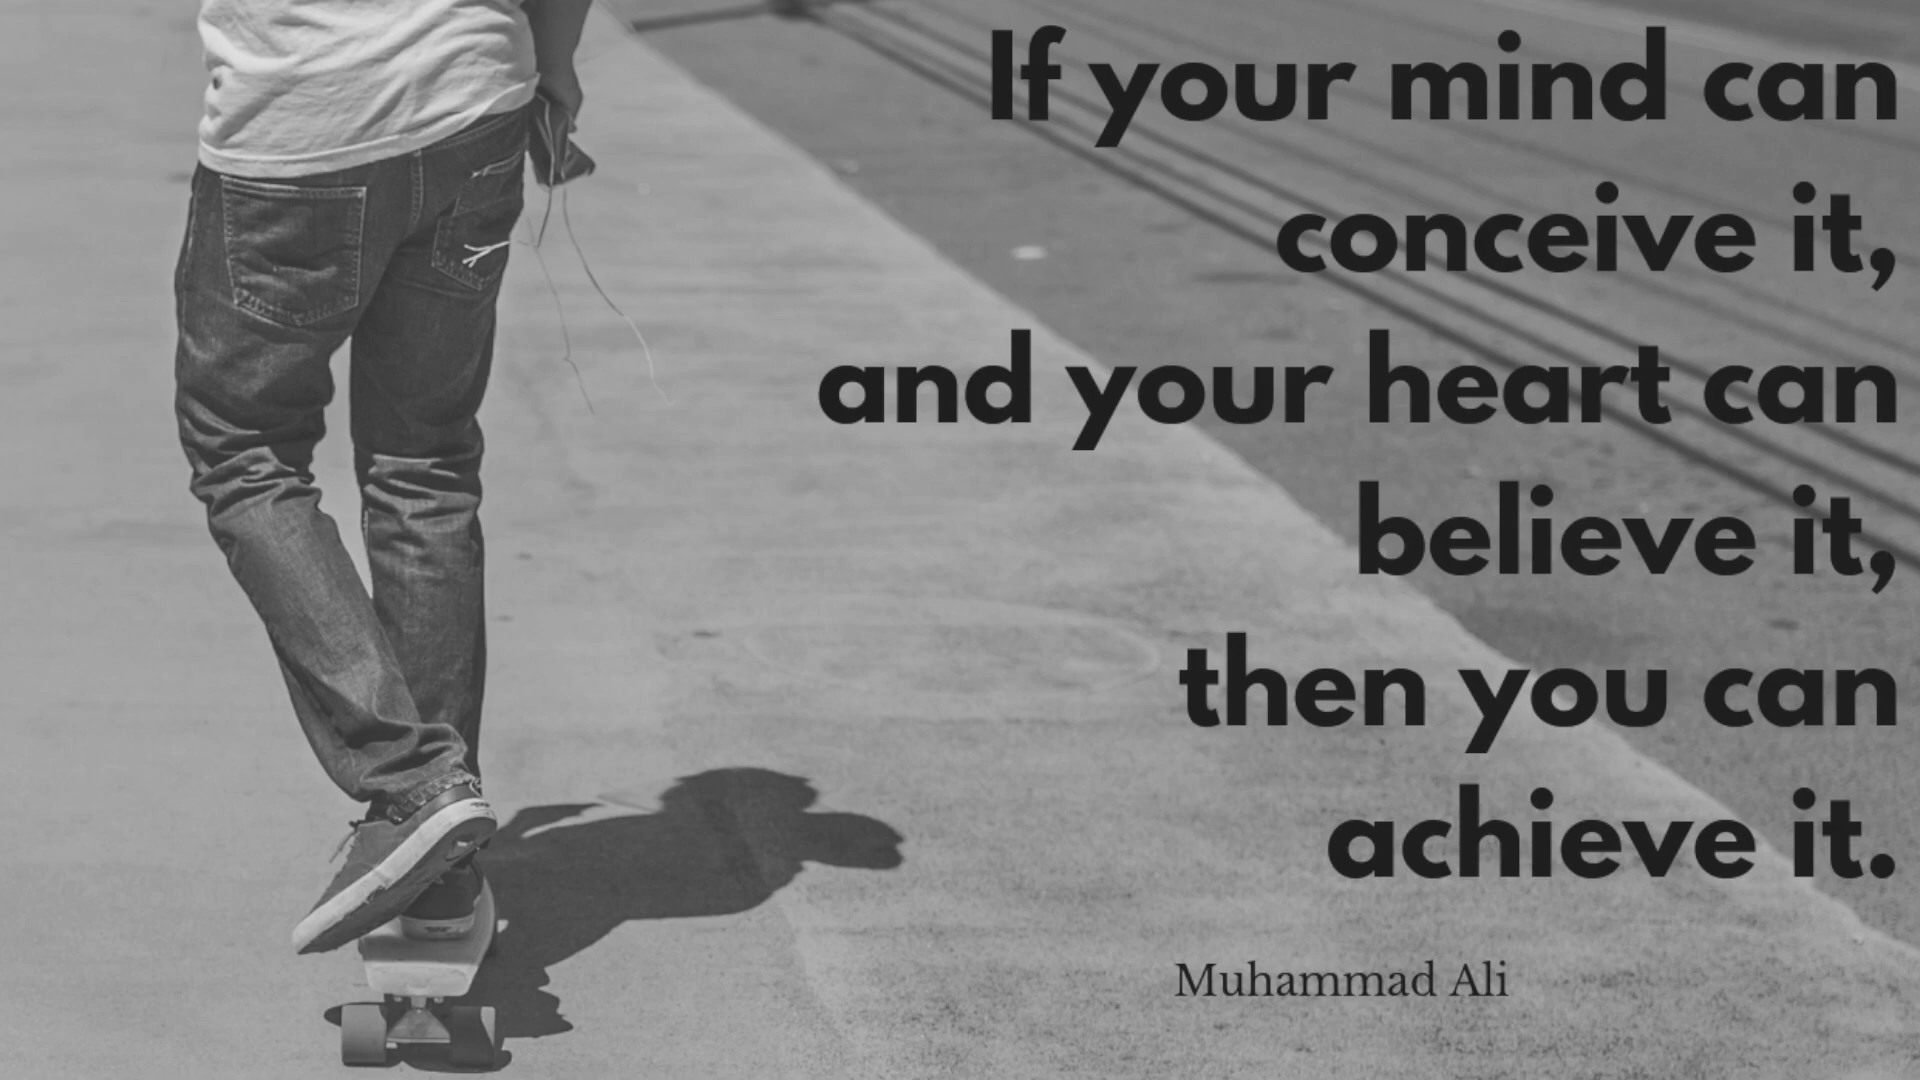 If your mind can
conceive it,
and your heart can
believe it,
then you can
achieve it.
Muhammad Ali